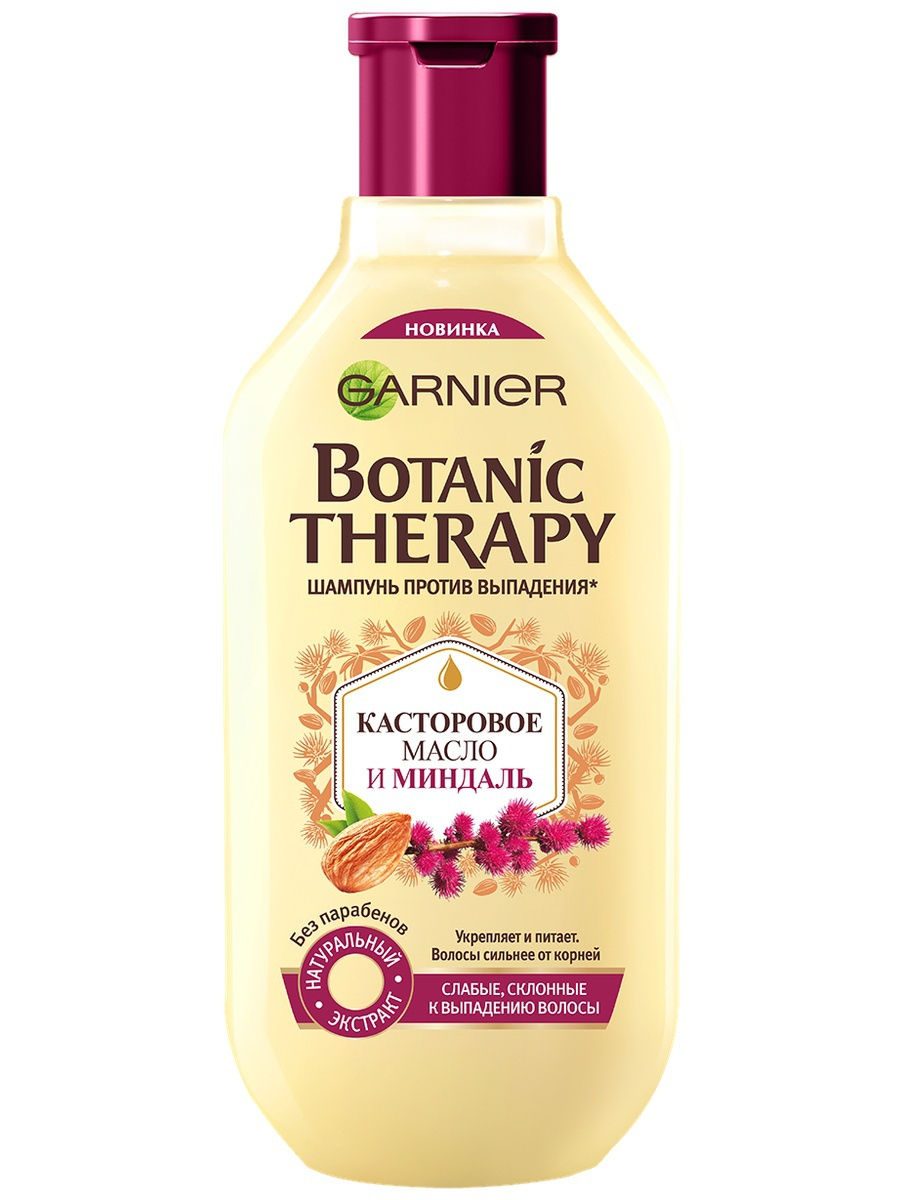 НОВИНКА
GARNIER
BOTANIC
THERAPY
ШАМПУНЬ ПРОТИВ ВЫПАДЕНИЯ*
КАСТОРОВОЕ
МАСЛО
И МИНДАЛЬ
Без парабенов
НАТУРАЛЬНЫЙ
ЭКСТРАКТ
Укрепляет и питает.
Волосы сильнее от корней
СЛАБЫЕ, СКЛОННЫЕ
К ВЫПАДЕНИЮ ВОЛОСЫ